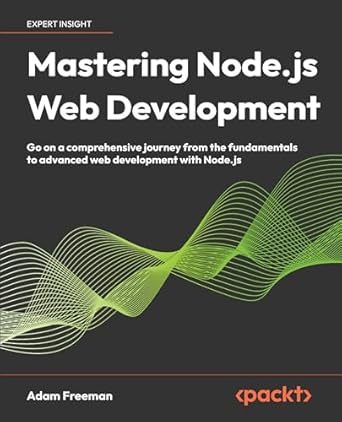 EXPERT INSIGHT
Mastering Node.js
Web Development
Go on a comprehensive journey from the fundamentals
to advanced web development with Node.js
Adam Freeman
<packt>